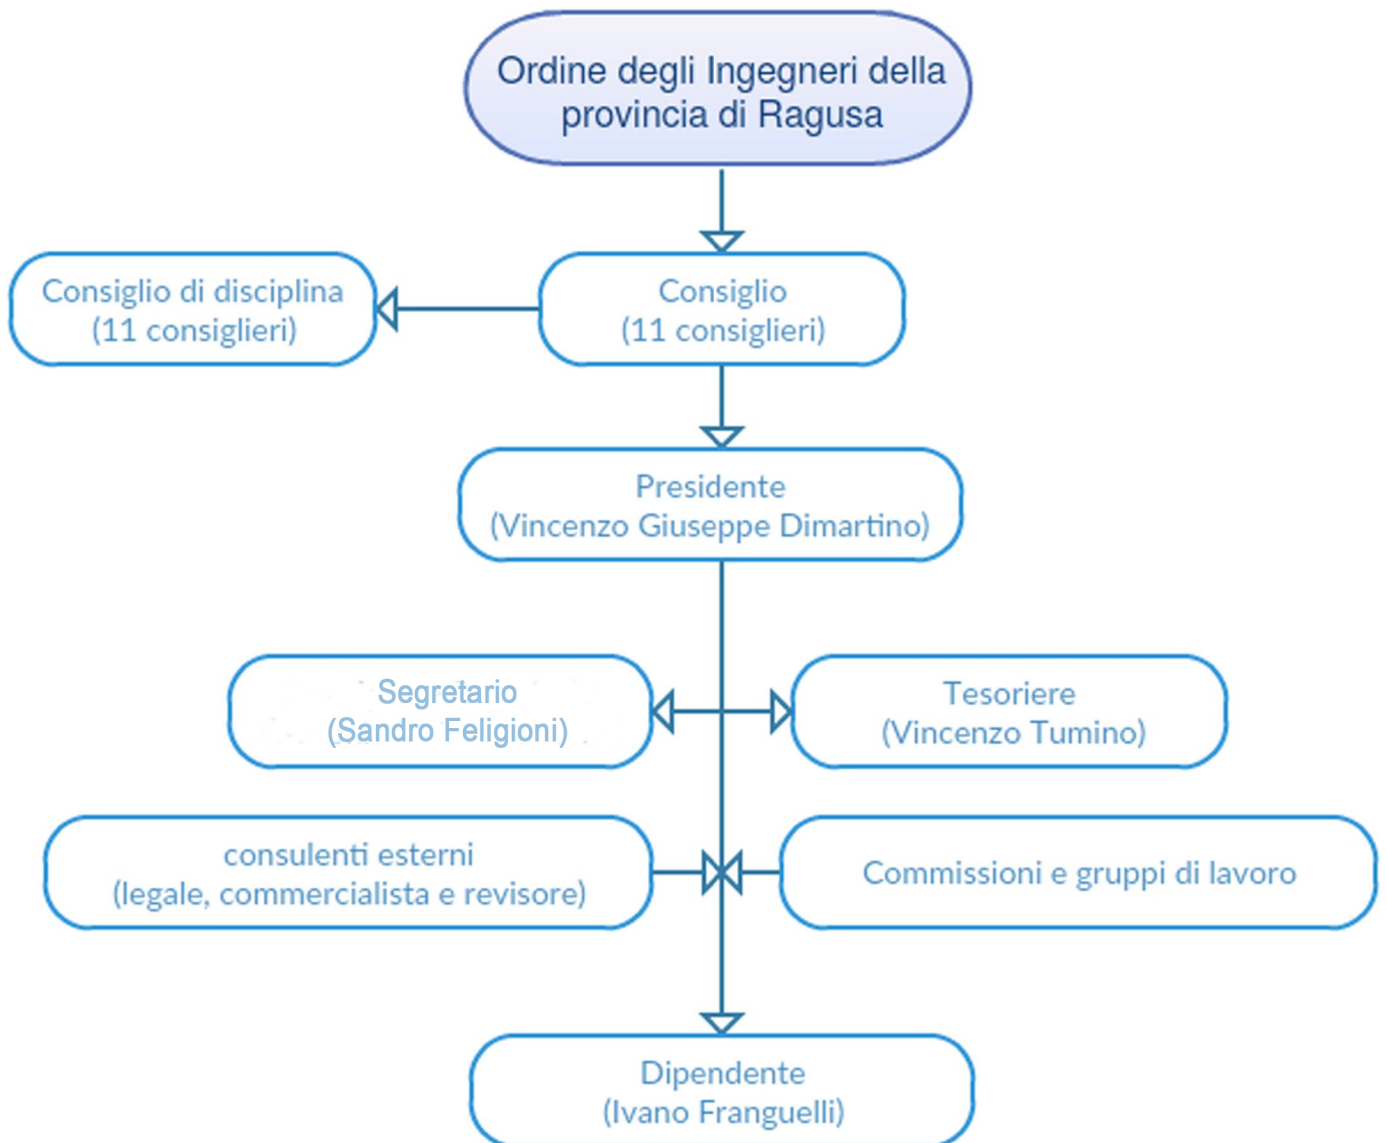 Ordine degli Ingegneri della
provincia di Ragusa
Consiglio di disciplina
(11 consiglieri)
Consiglio
(11 consiglieri)
Presidente
(Vincenzo Giuseppe Dimartino)
Segretario
(Sandro Feligioni)
Tesoriere
(Vincenzo Tumino)
consulenti esterni
(legale, commercialista e revisore)
Commissioni e gruppi di lavoro
Dipendente
(Ivano Franguelli)